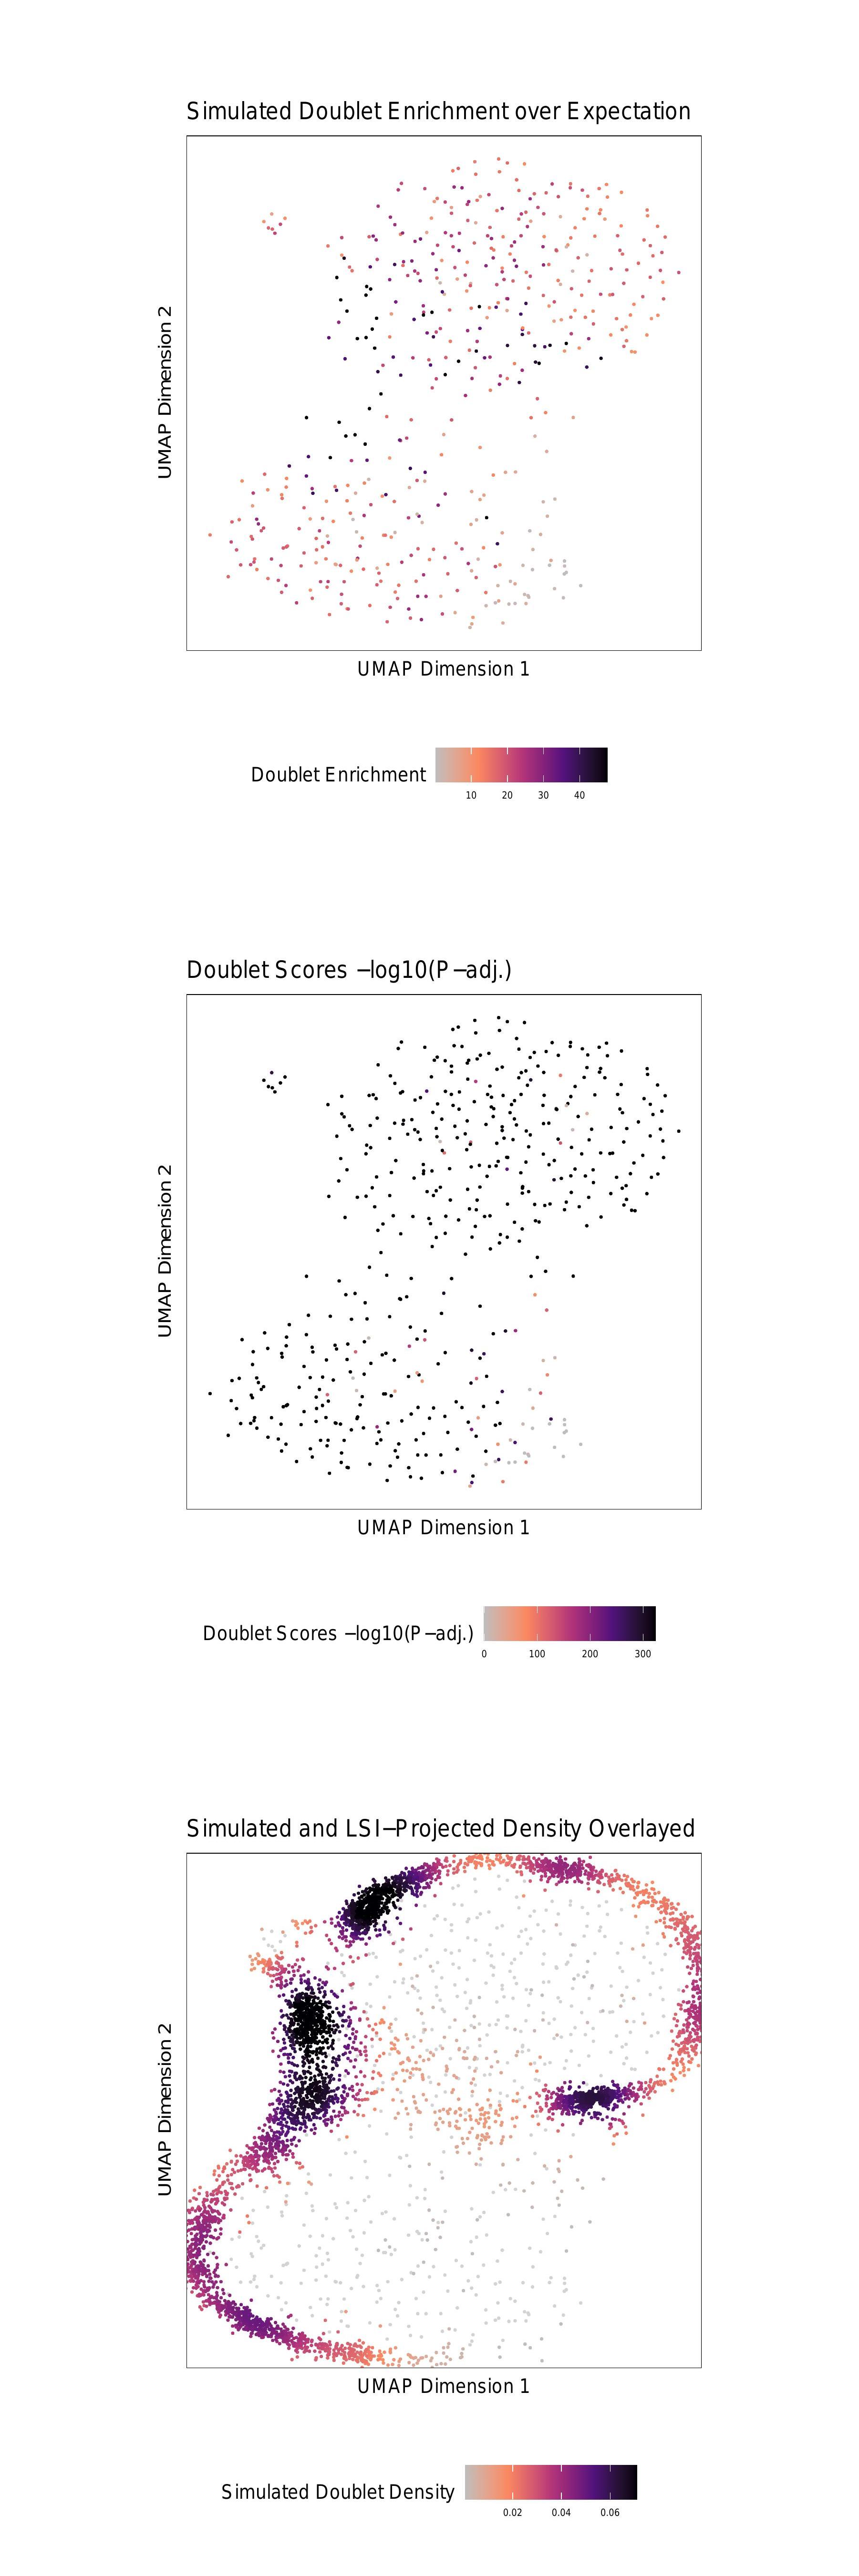 Simulated Doublet Enrichment over Expectation
UMAP Dimension 2
UMAP Dimension 1
Doublet Enrichment
10 20 30 40
Doublet Scores −log10(P−adj.)
UMAP Dimension 2
UMAP Dimension 1
Doublet Scores −log10(P−adj.)
0 100 200 300
Simulated and LSI−Projected Density Overlayed
UMAP Dimension 2
UMAP Dimension 1
Simulated Doublet Density
0.02 0.04 0.06